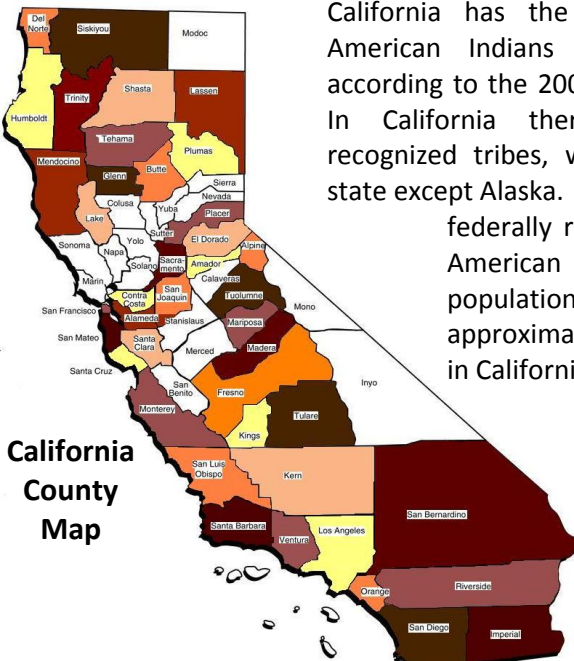 California has the
American Indians
according to the 200
In California ther
recognized tribes, w
state except Alaska.
federally r
American
population
approxima
in Californi
Del
Norte
Siskiyou
Modoc
Humboldt
Trinity
Shasta
Lassen
Tehama
Plumas
Mendocino
Glenn
Butte
Sierra
Nevada
Colusa
Yuba
Placer
Lake
Sutter
El Dorado
Sonoma
Napa
Yolo
Sacra-
mento
Alpine
Amador
Solano
Marin
Calaveras
Contra
Costa
San
Joaquin
Tuolumne
Mono
San Francisco
Alameda
Stanislaus
Mariposa
San Mateo
Santa
Clara
Merced
Madera
Santa Cruz
San
Benito
Fresno
Inyo
Monterey
Tulare
Kings
California
County
Map
San Luis
Obispo
Kern
San Bernardino
Santa Barbara
Ventura
Los Angeles
Orange
Riverside
San Diego
Imperial